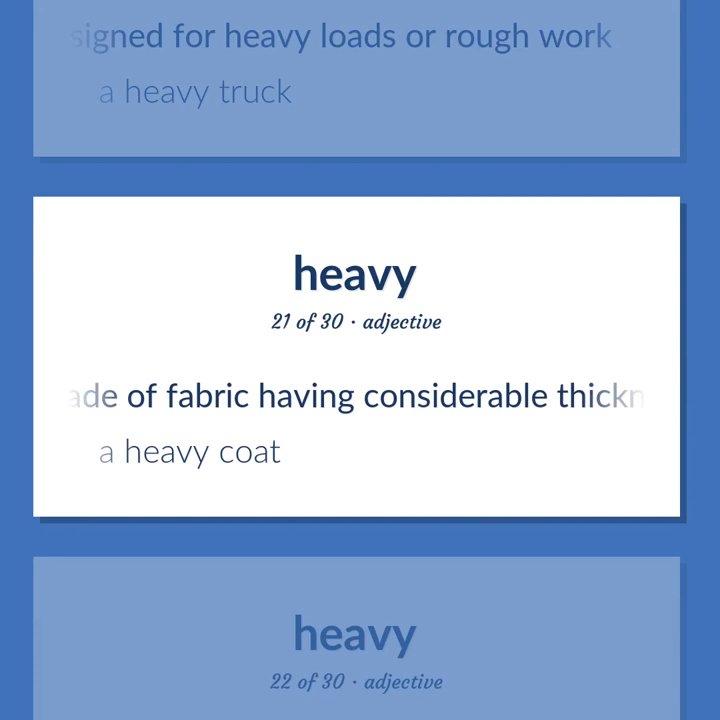 signed for heavy loads or rough work
a heavy truck
heavy
21 of 30 · adjective
ade of fabric having considerable thickn
a heavy coat
heavy
22 of 30 · adjective